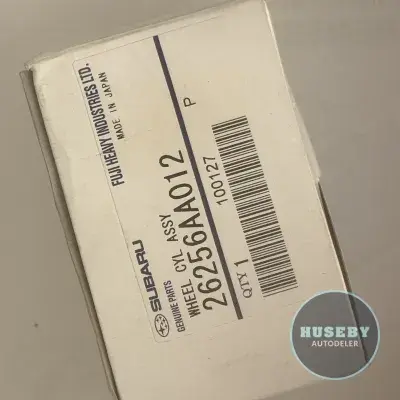 SUBARU
GENUINE PARTS
FUJI HEAVY INDUSTRIES LTD.
MADE IN JAPAN
WHEEL CYL ASSY
26256AA012
P
QTY 1
100127
HUSEBY
AUTODELER